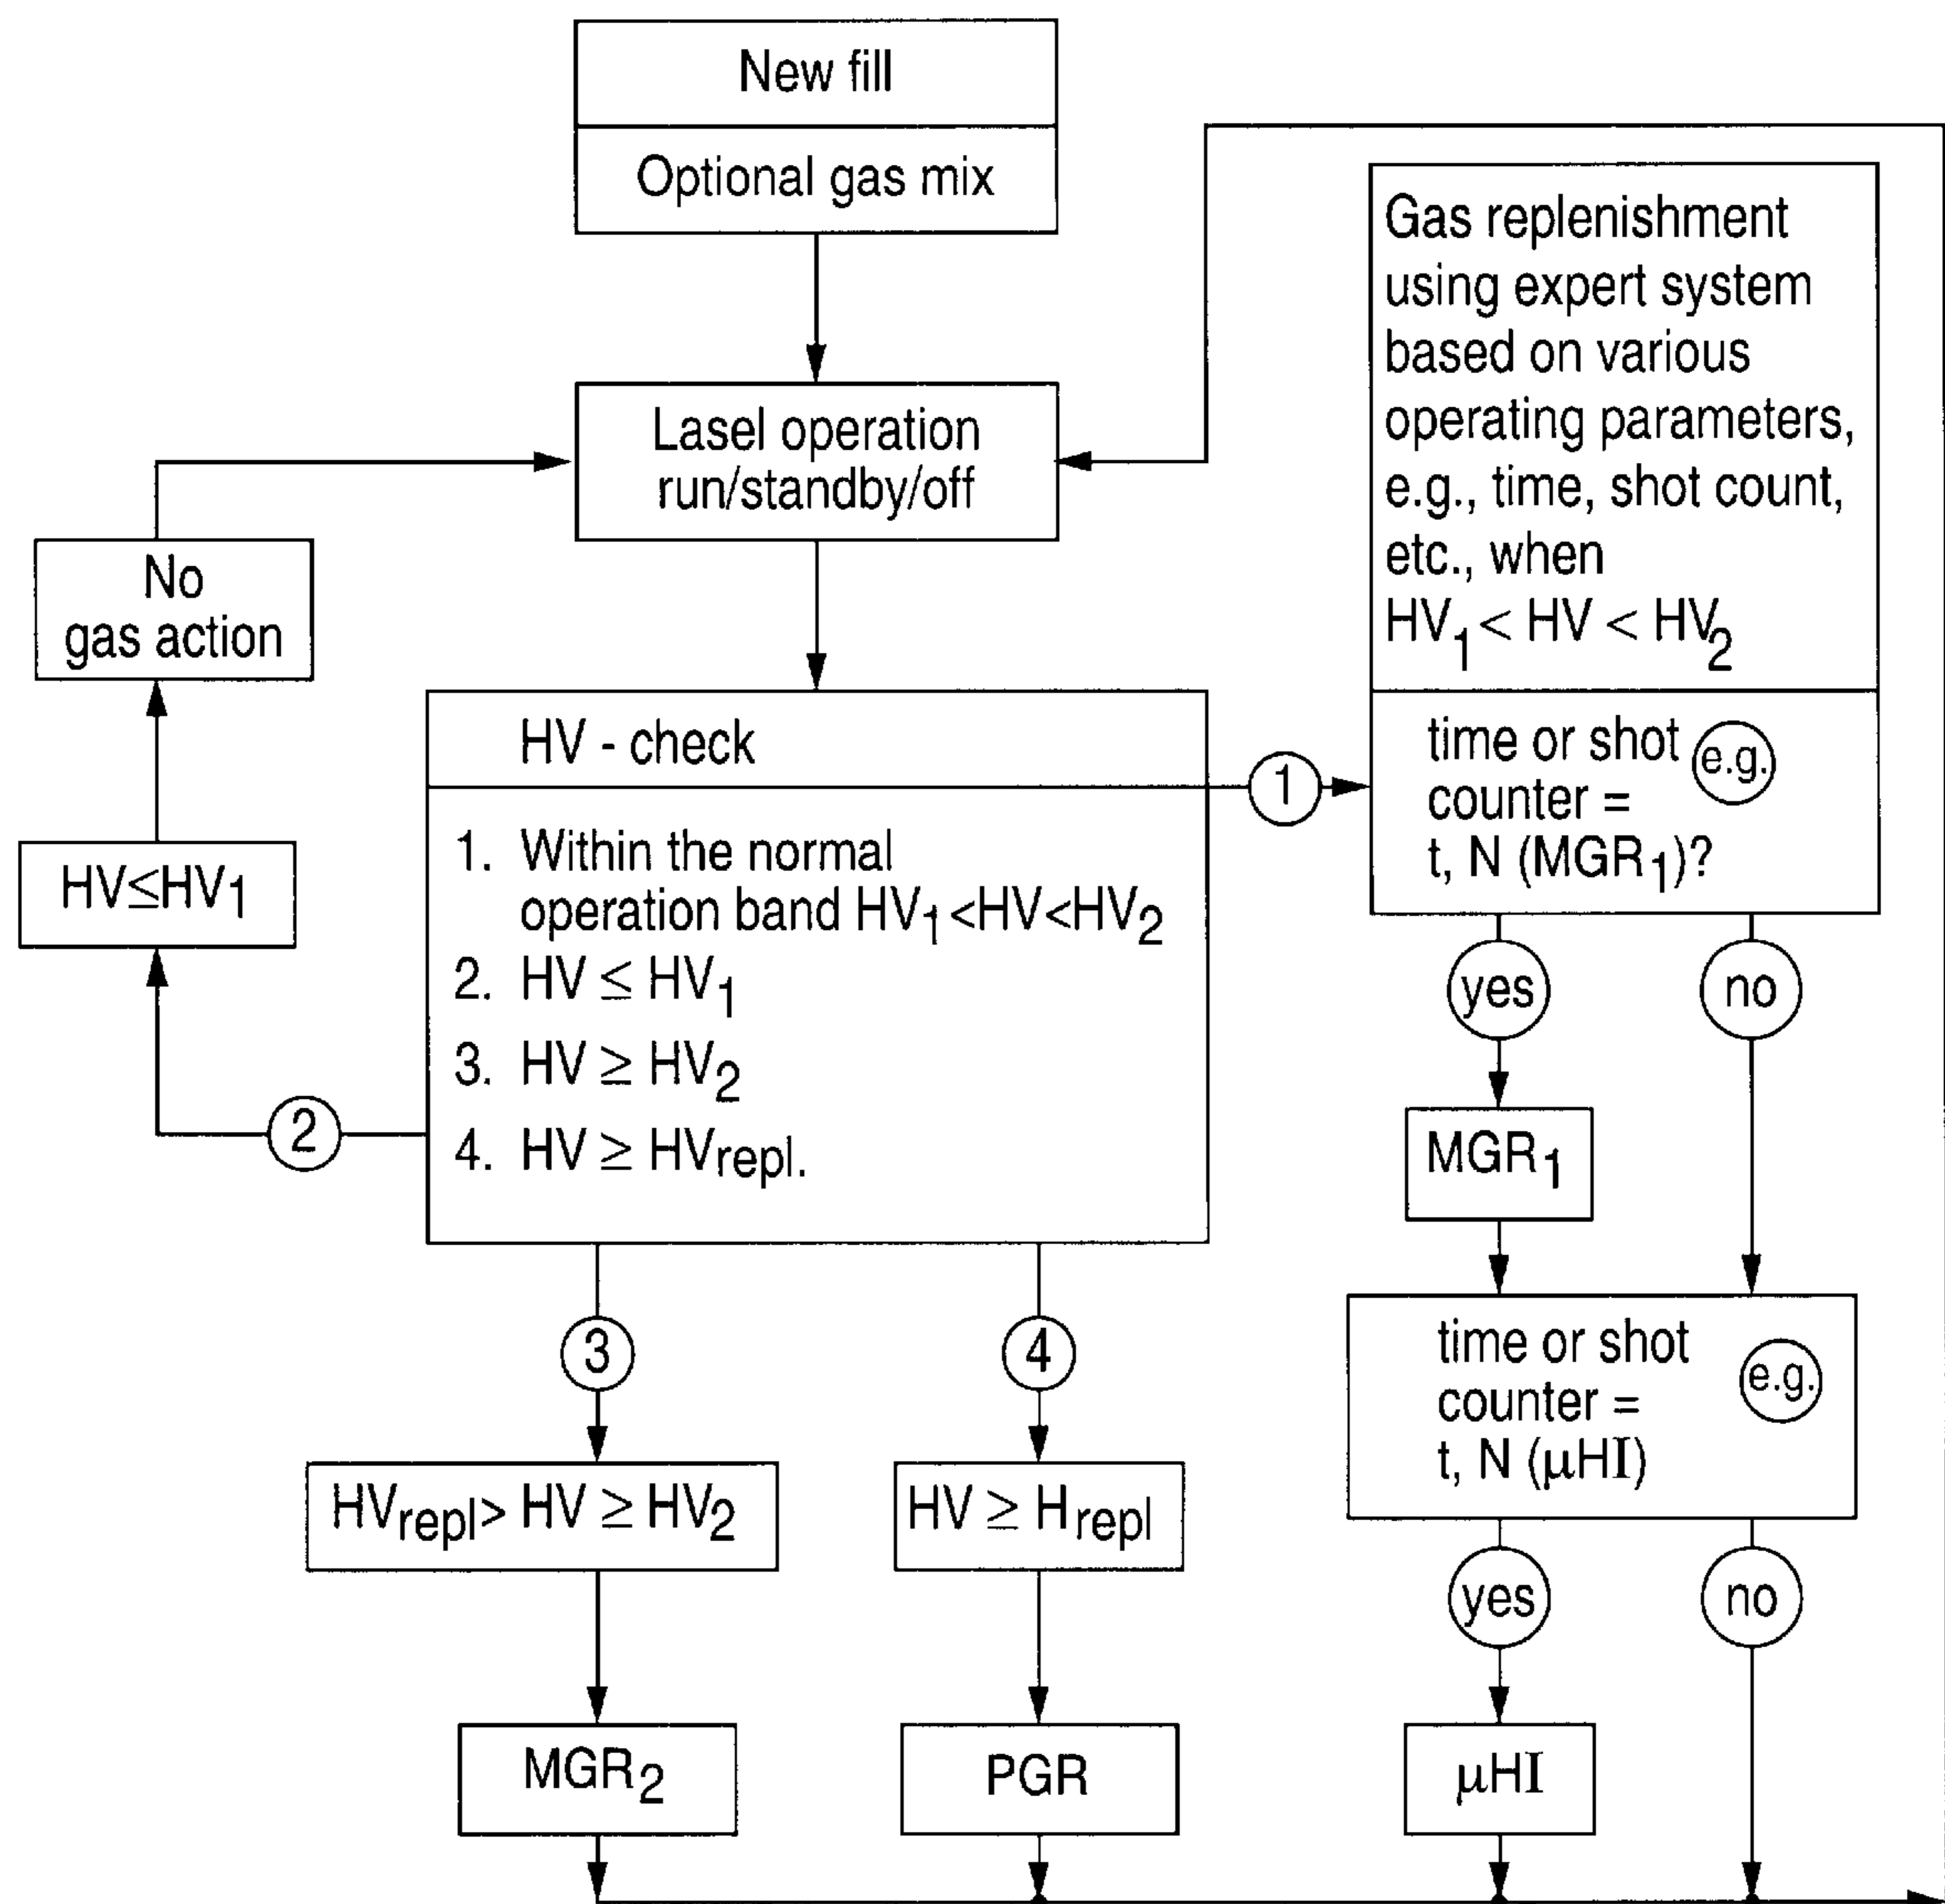 New fill
Optional gas mix
Lasel operation
run/standby/off
No
gas action
HV≤HV1
HV - check
1. Within the normal
operation band HV1<HV<HV2
2. HV ≤ HV1
3. HV ≥ HV2
4. HV ≥ HVrepl.
1
2
3
4
HVrepl> HV ≥ HV2
MGR2
HV ≥ Hrepl
PGR
Gas replenishment
using expert system
based on various
operating parameters,
e.g., time, shot count,
etc., when
HV1 < HV < HV2
time or shot e.g.
counter =
t, N (MGR1)?
yes
no
MGR1
time or shot
e.g.
counter =
t, N (μHI)
yes
no
μHI